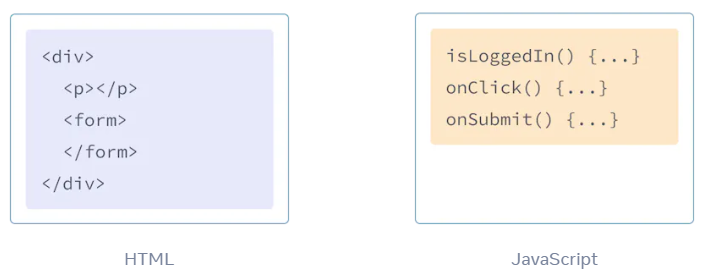 <div>
  <p></p>
  <form>
  </form>
</div>
HTML
isLoggedIn() {...}
onClick() {...}
onSubmit() {...}
JavaScript